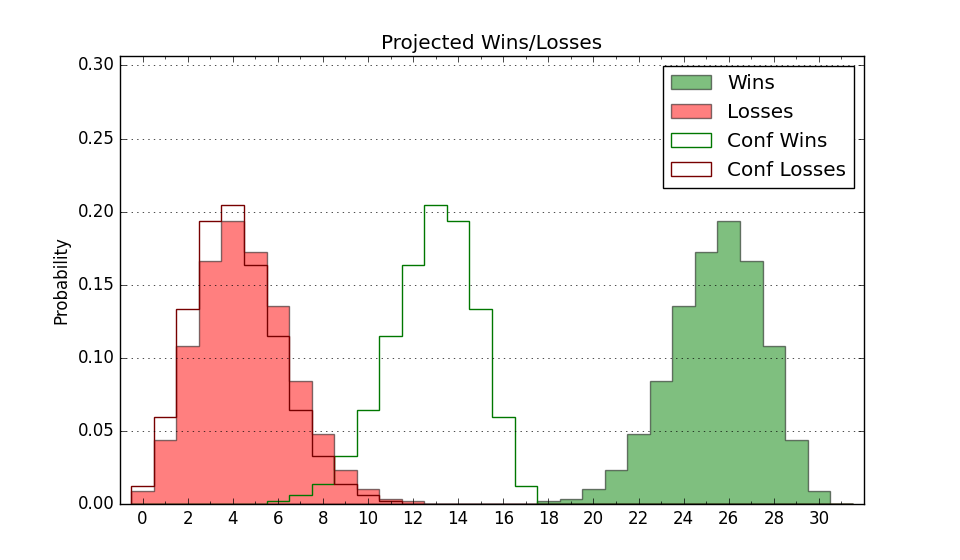 Projected Wins/Losses
0.30
0.25
0.20
0.15
0.10
0.05
0.00
Probability
Wins
Losses
Conf Wins
Conf Losses
0 2 4 6 8 10 12 14 16 18 20 22 24 26 28 30